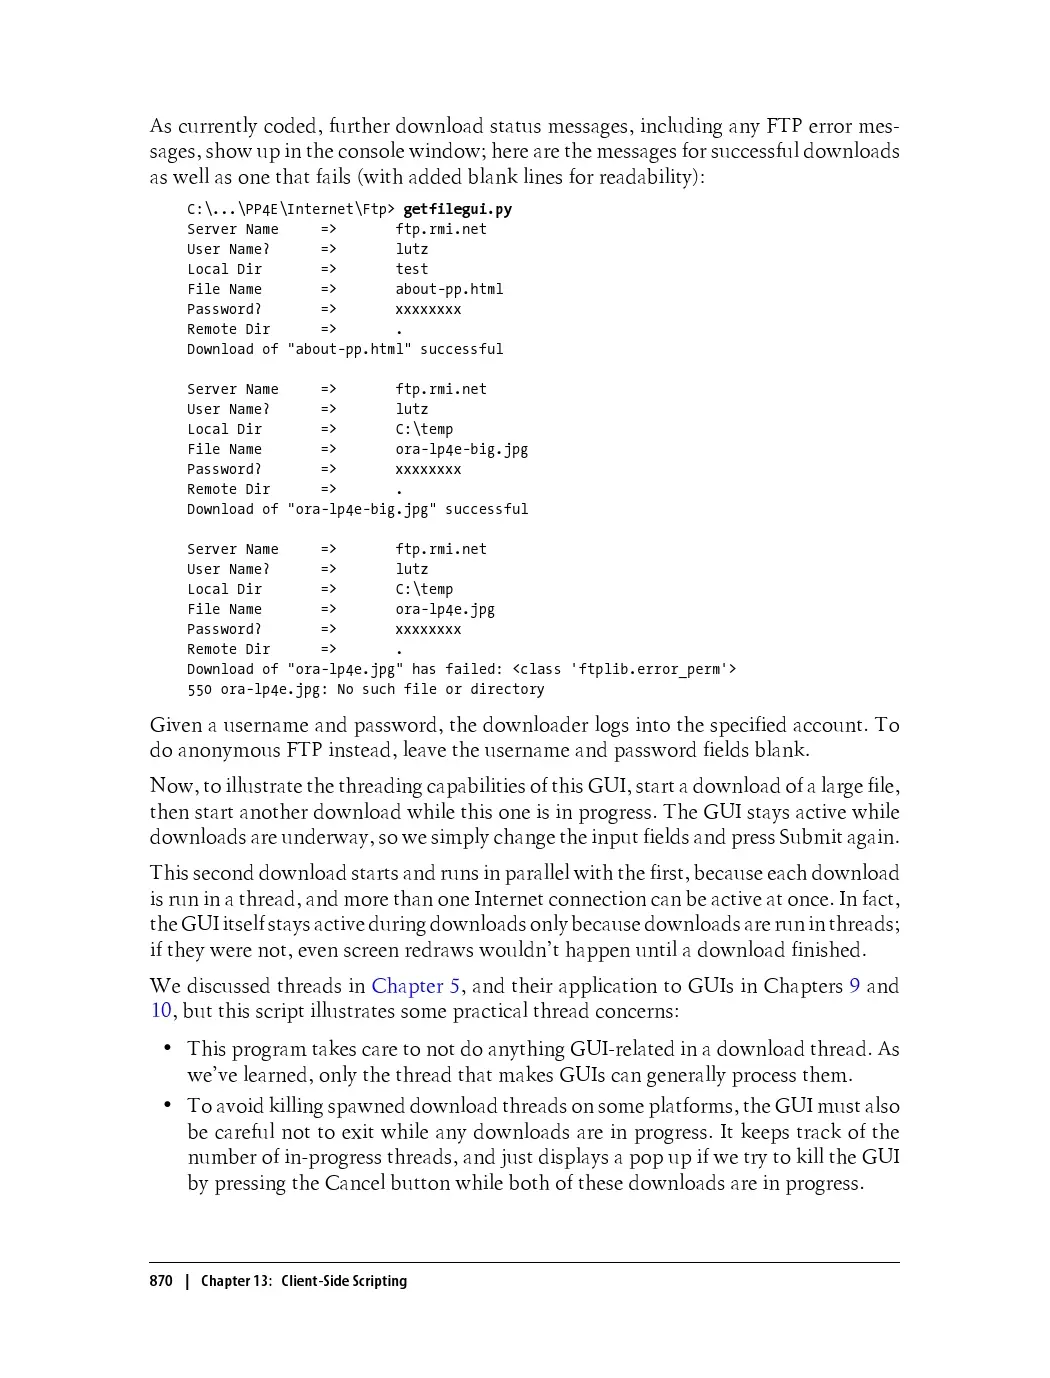 As currently coded, further download status messages, including any FTP error mes-
sages, show up in the console window; here are the messages for successful downloads
as well as one that fails (with added blank lines for readability):
C:\...\PP4E\Internet\Ftp> getfilegui.py
Server Name     =>       ftp.rmi.net
User Name?      =>       lutz
Local Dir       =>       test
File Name       =>       about-pp.html
Password?       =>       xxxxxxxx
Remote Dir      =>       .
Download of "about-pp.html" successful
Server Name     =>       ftp.rmi.net
User Name?      =>       lutz
Local Dir       =>       C:\temp
File Name       =>       ora-lp4e-big.jpg
Password?       =>       xxxxxxxx
Remote Dir      =>       .
Download of "ora-lp4e-big.jpg" successful
Server Name     =>       ftp.rmi.net
User Name?      =>       lutz
Local Dir       =>       C:\temp
File Name       =>       ora-lp4e.jpg
Password?       =>       xxxxxxxx
Remote Dir      =>       .
Download of "ora-lp4e.jpg" has failed: <class 'ftplib.error_perm'>
550 ora-lp4e.jpg: No such file or directory
Given a username and password, the downloader logs into the specified account. To
do anonymous FTP instead, leave the username and password fields blank.
Now, to illustrate the threading capabilities of this GUI, start a download of a large file,
then start another download while this one is in progress. The GUI stays active while
downloads are underway, so we simply change the input fields and press Submit again.
This second download starts and runs in parallel with the first, because each download
is run in a thread, and more than one Internet connection can be active at once. In fact,
the GUI itself stays active during downloads only because downloads are run in threads;
if they were not, even screen redraws wouldn't happen until a download finished.
We discussed threads in Chapter 5, and their application to GUIs in Chapters 9 and
10, but this script illustrates some practical thread concerns:
• This program takes care to not do anything GUI-related in a download thread. As
we've learned, only the thread that makes GUIs can generally process them.
• To avoid killing spawned download threads on some platforms, the GUI must also
be careful not to exit while any downloads are in progress. It keeps track of the
number of in-progress threads, and just displays a pop up if we try to kill the GUI
by pressing the Cancel button while both of these downloads are in progress.
870 | Chapter 13: Client-Side Scripting